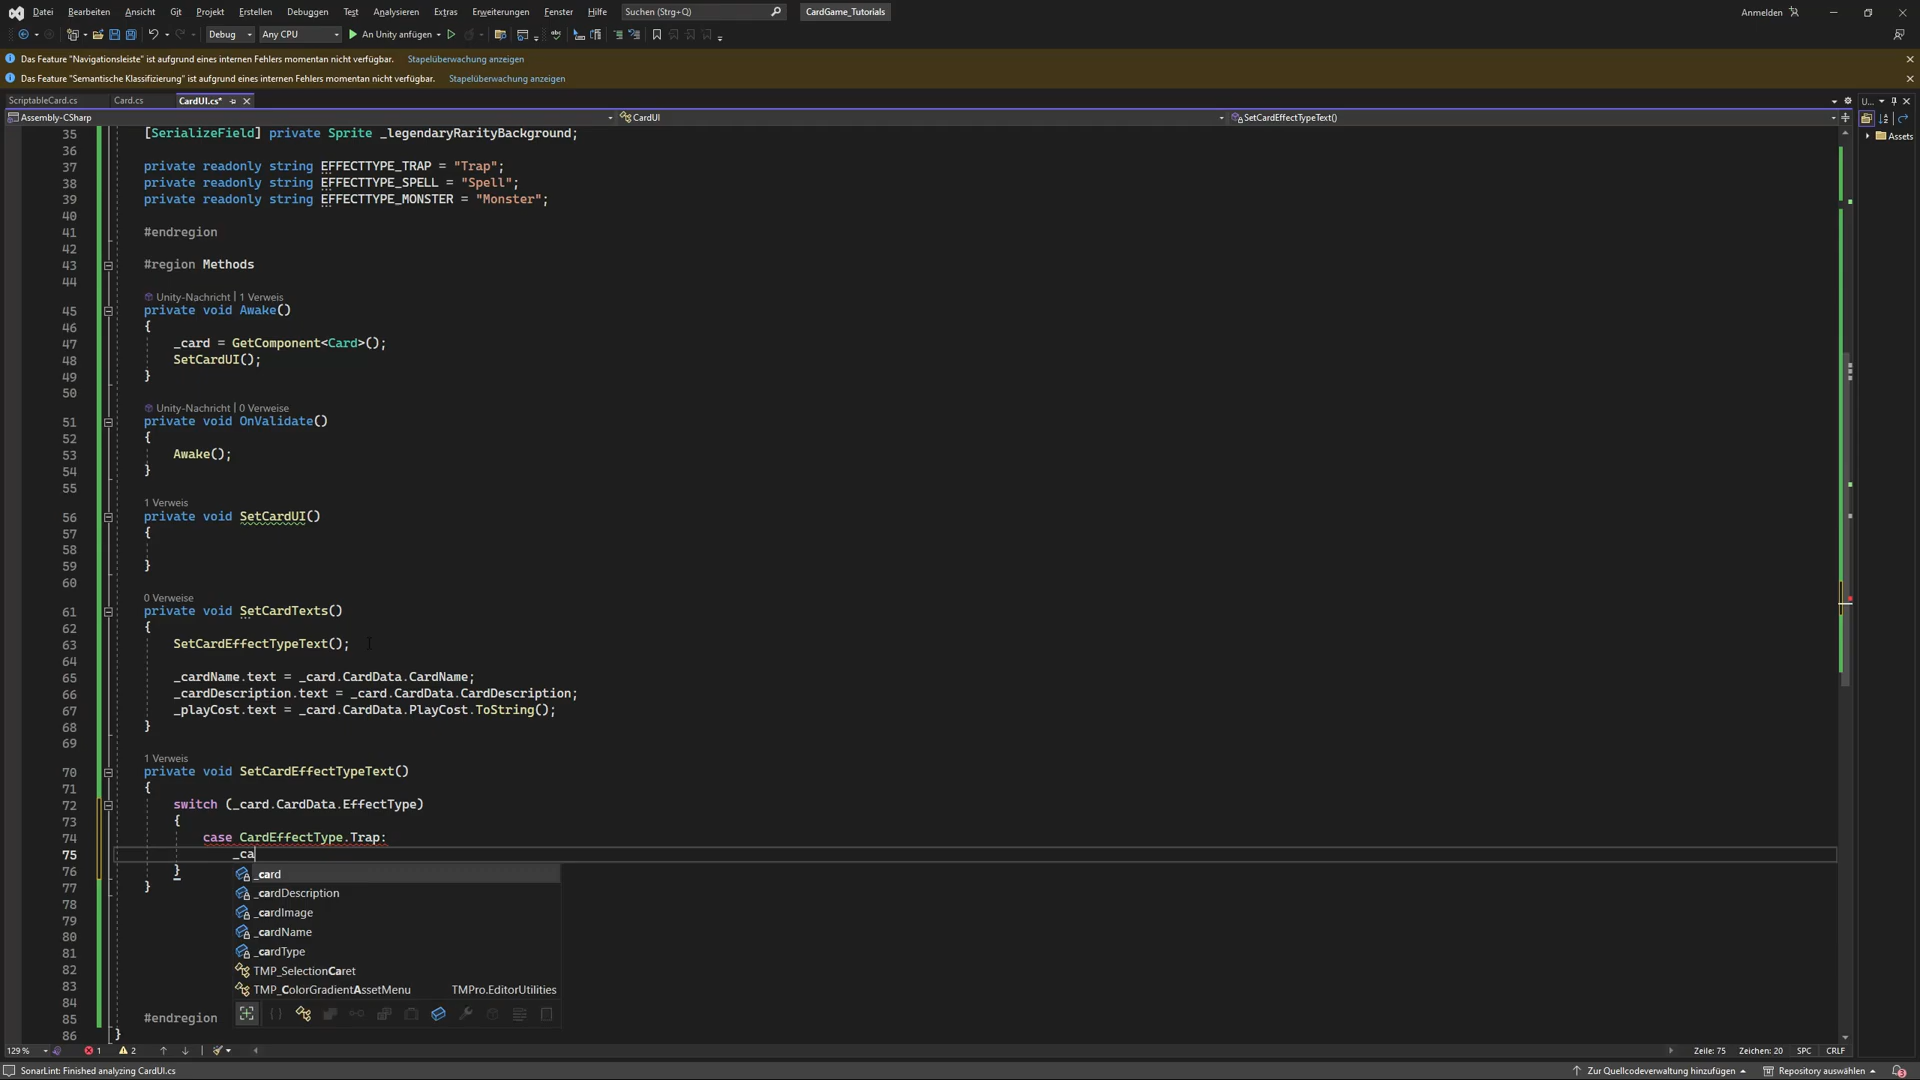 Datei Bearbeiten Ansicht Git Projekt Erstellen Debuggen Test Analysieren Extras Erweiterungen Fenster Hilfe Suchen (Strg+Q) CardGame_Tutorials Anmelden
Debug Any CPU An Unity anfügen
Das Feature "Navigationsleiste" ist aufgrund eines internen Fehlers momentan nicht verfügbar. Stapelüberwachung anzeigen
Das Feature "Semantische Klassifizierung" ist aufgrund eines internen Fehlers momentan nicht verfügbar. Stapelüberwachung anzeigen
ScriptableCard.cs Card.cs CardUI.cs* U...
Assembly-CSharp CardUI SetCardEffectTypeText()
Assets
35 [SerializeField] private Sprite _legendaryRarityBackground;
36
37 private readonly string EFFECTTYPE_TRAP = "Trap";
38 private readonly string EFFECTTYPE_SPELL = "Spell";
39 private readonly string EFFECTTYPE_MONSTER = "Monster";
40
41 #endregion
42
43 #region Methods
44
Unity-Nachricht | 1 Verweis
45 private void Awake()
46 {
47 _card = GetComponent<Card>();
48 SetCardUI();
49 }
50
Unity-Nachricht | 0 Verweise
51 private void OnValidate()
52 {
53 Awake();
54 }
55
1 Verweis
56 private void SetCardUI()
57 {
58
59 }
60
0 Verweise
61 private void SetCardTexts()
62 {
63 SetCardEffectTypeText();
64
65 _cardName.text = _card.CardData.CardName;
66 _cardDescription.text = _card.CardData.CardDescription;
67 _playCost.text = _card.CardData.PlayCost.ToString();
68 }
69
1 Verweis
70 private void SetCardEffectTypeText()
71 {
72 switch (_card.CardData.EffectType)
73 {
74 case CardEffectType.Trap:
75 _ca
76 }
77 }
78
79
80
81
82
83
84
85 #endregion
86 }
_card
_cardDescription
_cardImage
_cardName
_cardType
TMP_SelectionCaret
TMP_ColorGradientAssetMenu TMPro.EditorUtilities
129 % 1 2 Zeile: 75 Zeichen: 20 SPC CRLF
SonarLint: Finished analyzing CardUI.cs Zur Quellcodeverwaltung hinzufügen Repository auswählen 3